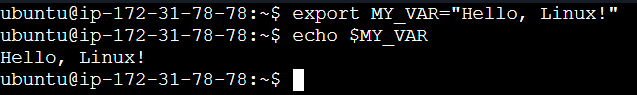 ubuntu@ip-172-31-78-78:~$ export MY_VAR="Hello, Linux!"
ubuntu@ip-172-31-78-78:~$ echo $MY_VAR
Hello, Linux!
ubuntu@ip-172-31-78-78:~$